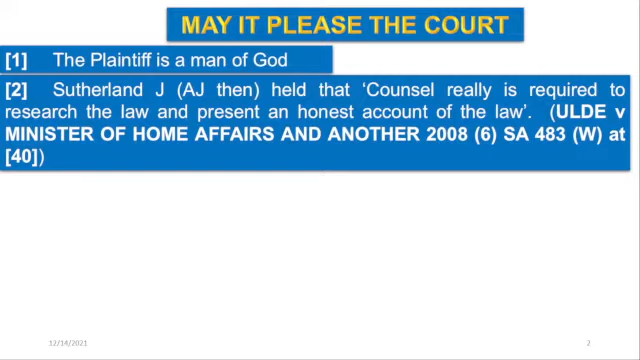 MAY IT PLEASE THE COURT
[1] The Plaintiff is a man of God
[2] Sutherland J (AJ then) held that ‘Counsel really is required to
research the law and present an honest account of the law’. (ULDE v
MINISTER OF HOME AFFAIRS AND ANOTHER 2008 (6) SA 483 (W) at
[40])
12/14/2021
2